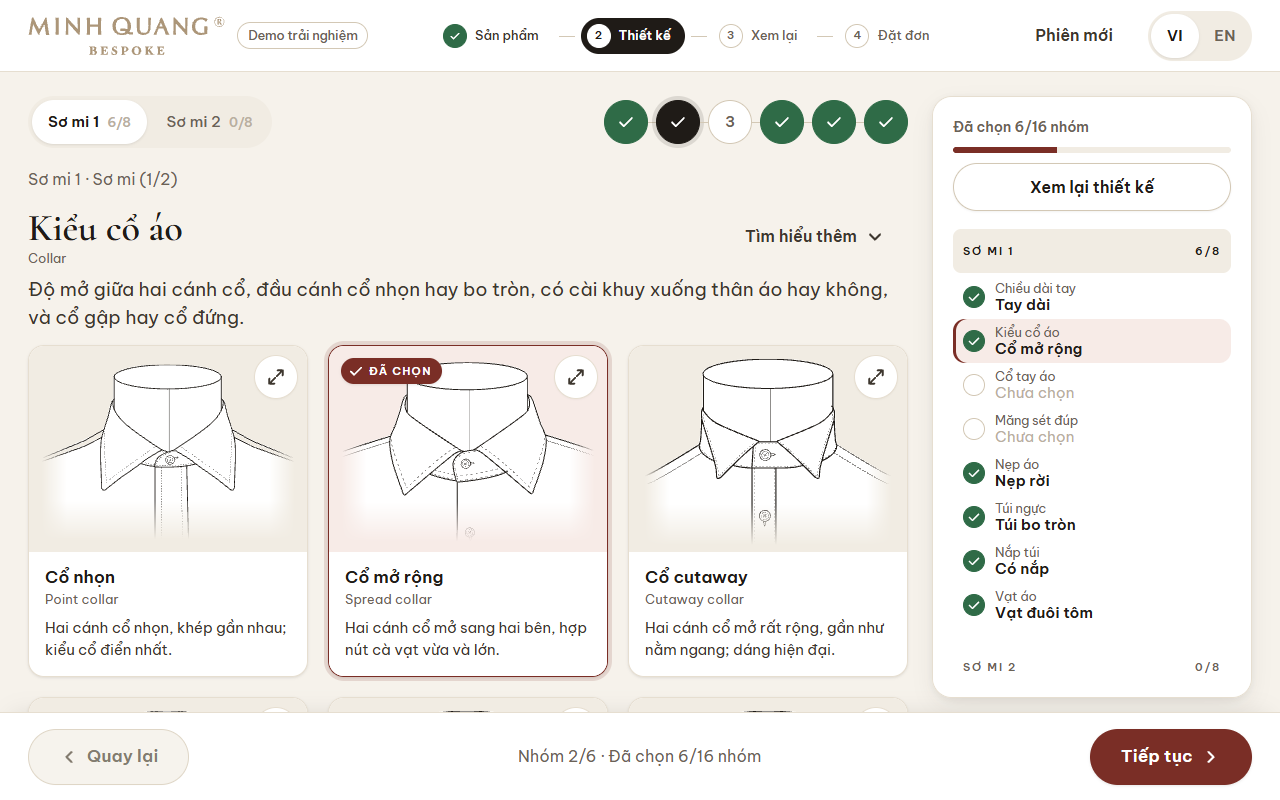 MINH QUANG®
BESPOKE
Demo trải nghiệm
Sản phẩm
2 Thiết kế
3 Xem lại
4 Đặt đơn
Phiên mới
VI EN
Sơ mi 1 6/8
Sơ mi 2 0/8
3
Sơ mi 1 · Sơ mi (1/2)
Kiểu cổ áo
Collar
Tìm hiểu thêm
Độ mở giữa hai cánh cổ, đầu cánh cổ nhọn hay bo tròn, có cài khuy xuống thân áo hay không,
và cổ gập hay cổ đứng.
ĐÃ CHỌN
Cổ nhọn
Point collar
Hai cánh cổ nhọn, khép gần nhau;
kiểu cổ điển nhất.
Cổ mở rộng
Spread collar
Hai cánh cổ mở sang hai bên, hợp
nút cà vạt vừa và lớn.
Cổ cutaway
Cutaway collar
Hai cánh cổ mở rất rộng, gần như
nằm ngang; dáng hiện đại.
Đã chọn 6/16 nhóm
Xem lại thiết kế
SƠ MI 1 6/8
Chiều dài tay
Tay dài
Kiểu cổ áo
Cổ mở rộng
Cổ tay áo
Chưa chọn
Măng sét đúp
Chưa chọn
Nẹp áo
Nẹp rời
Túi ngực
Túi bo tròn
Nắp túi
Có nắp
Vạt áo
Vạt đuôi tôm
SƠ MI 2 0/8
Quay lại
Nhóm 2/6 · Đã chọn 6/16 nhóm
Tiếp tục